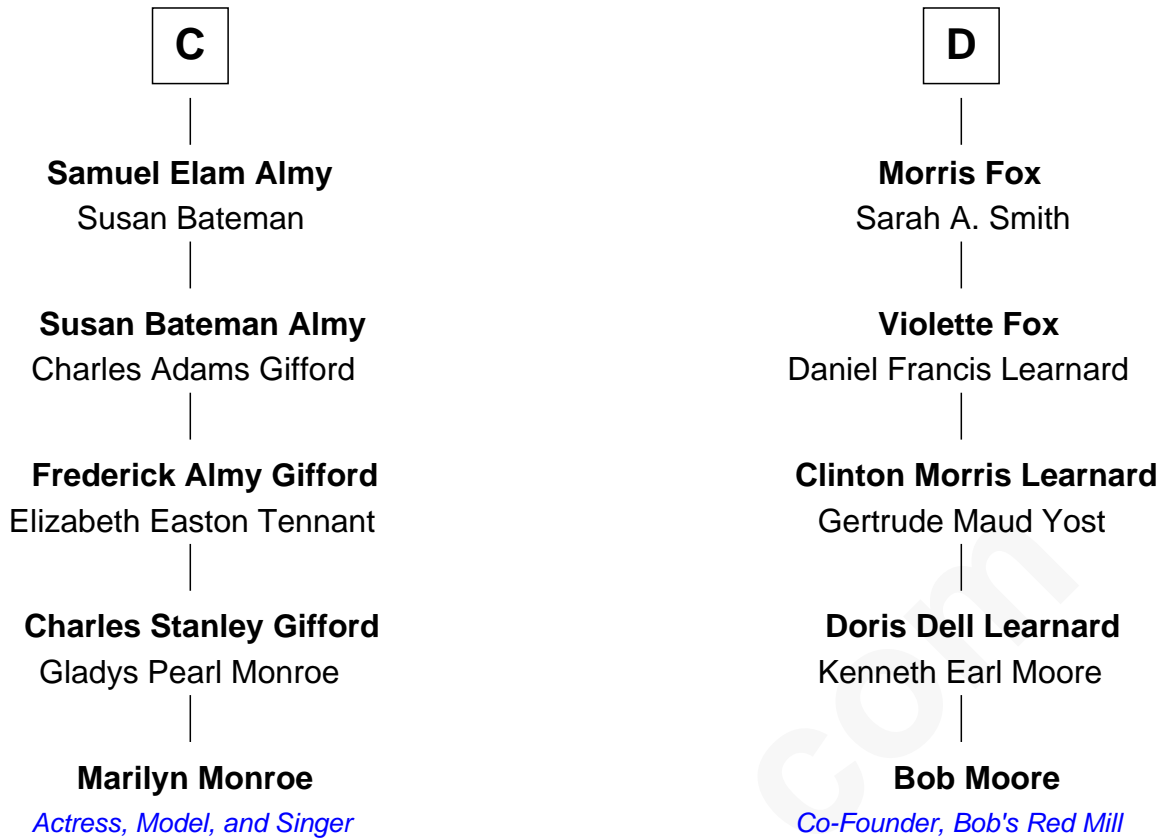 C
Samuel Elam Almy
Susan Bateman
Susan Bateman Almy
Charles Adams Gifford
Frederick Almy Gifford
Elizabeth Easton Tennant
Charles Stanley Gifford
Gladys Pearl Monroe
Marilyn Monroe
Actress, Model, and Singer
D
Morris Fox
Sarah A. Smith
Violette Fox
Daniel Francis Learnard
Clinton Morris Learnard
Gertrude Maud Yost
Doris Dell Learnard
Kenneth Earl Moore
Bob Moore
Co-Founder, Bob's Red Mill
com